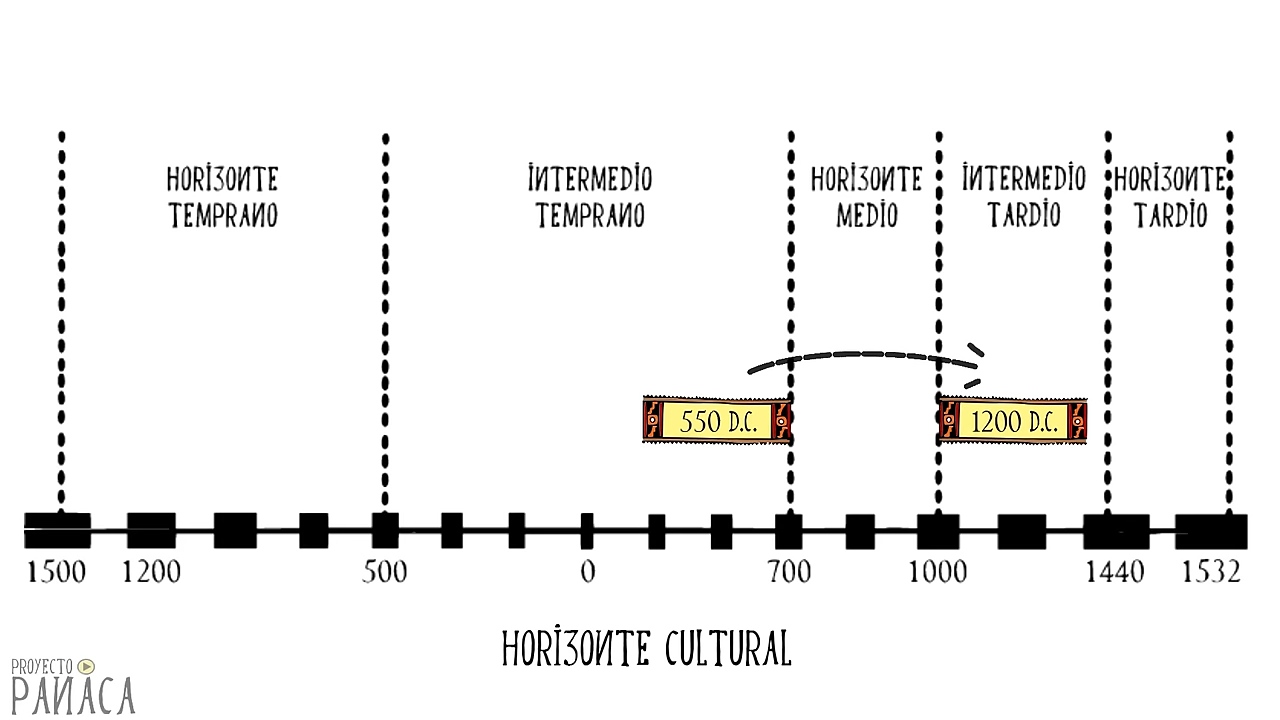 HORIZONTE
TEMPRANO
INTERMEDIO
TEMPRANO
HORIZONTE
MEDIO
INTERMEDIO
TARDIO
HORIZONTE
TARDIO
550 D.C.
1200 D.C.
1500
1200
500
0
700
1000
1440
1532
HORIZONTE CULTURAL
PROYECTO
PANACA